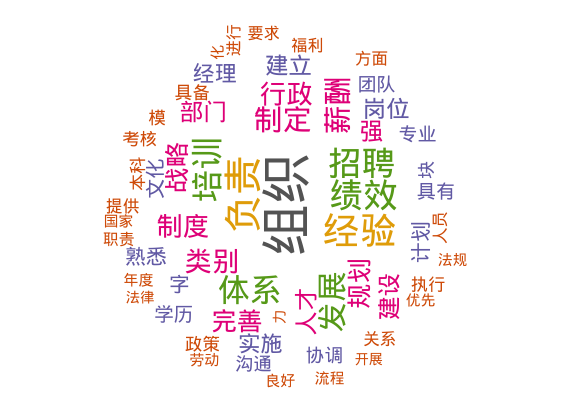 要求
进行
化
福利
方面
建立
经理
团队
具备
行政
薪酬
部门
制定
岗位
模
强
专业
考核
战略
培训
招聘
本科
文化
组织
块
绩效
具有
负责
提供
国家
制度
经验
人员
职责
计划
熟悉
类别
法规
年度
字
体系
发展
规划
建设
执行
法律
人才
优先
学历
完善
力
政策
实施
协调
关系
劳动
沟通
开展
良好
流程